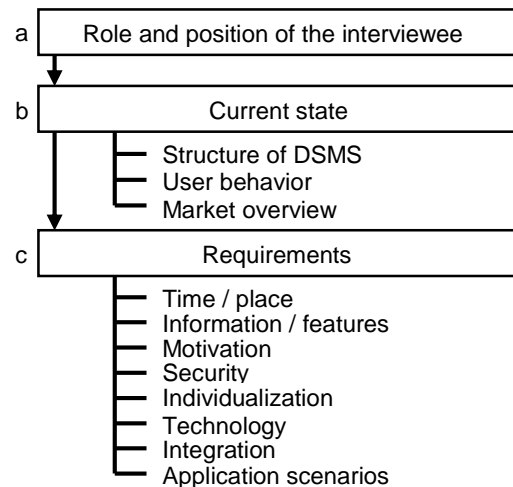 a Role and position of the interviewee
b Current state
Structure of DSMS
User behavior
Market overview
c Requirements
Time / place
Information / features
Motivation
Security
Individualization
Technology
Integration
Application scenarios